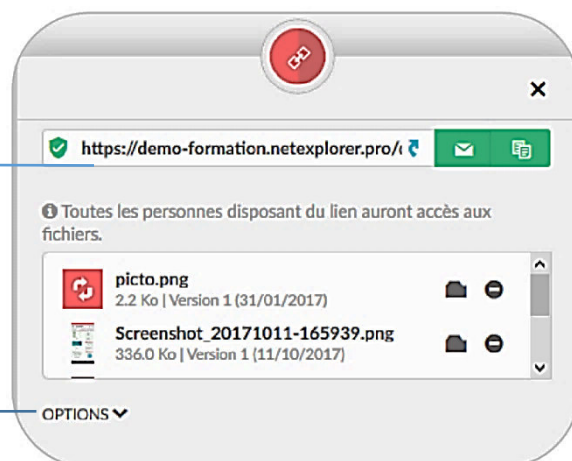 https://demo-formation.netexplorer.pro/
Toutes les personnes disposant du lien auront accès aux
fichiers.
picto.png
2.2 Ko | Version 1 (31/01/2017)
Screenshot_20171011-165939.png
336.0 Ko | Version 1 (11/10/2017)
OPTIONS